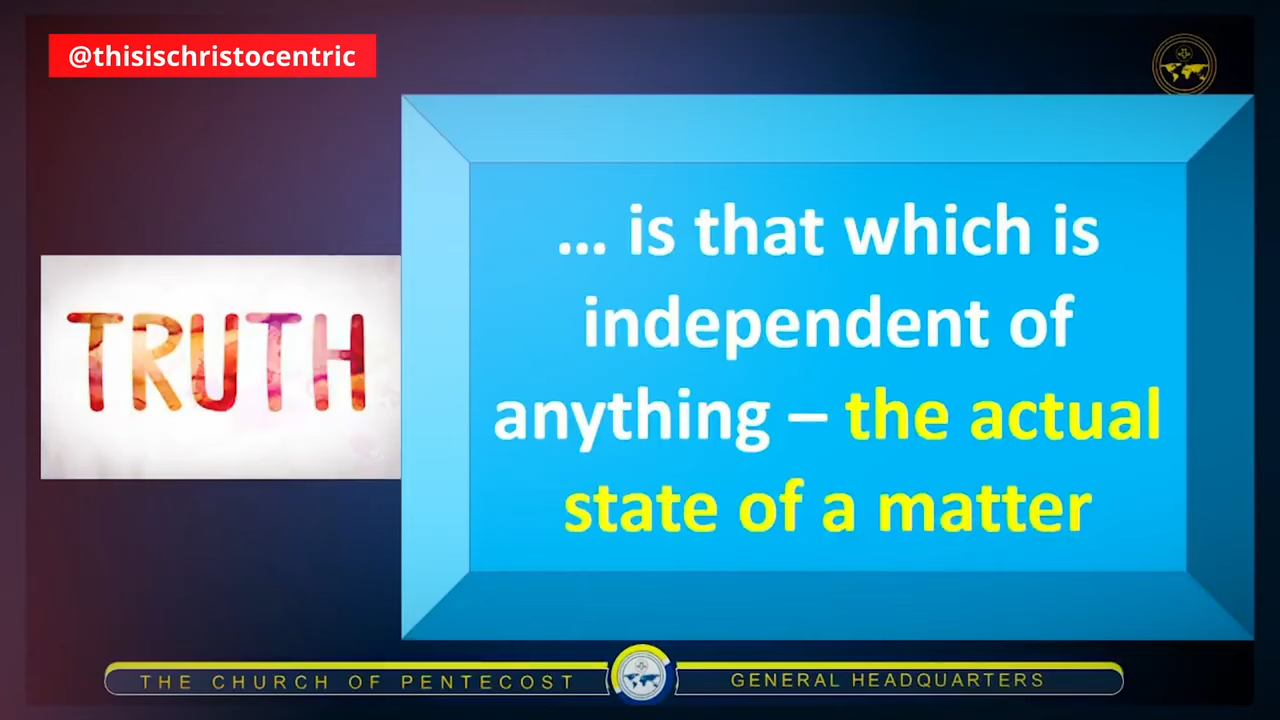 @thisischristocentric
TRUTH
... is that which is
independent of
anything – the actual
state of a matter
THE CHURCH OF PENTECOST
GENERAL HEADQUARTERS